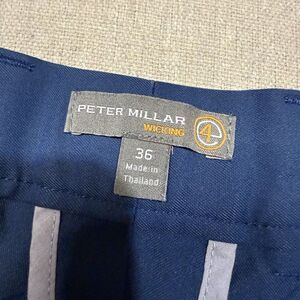 PETER MILLAR
WICKING 4
36
Made in
Thailand